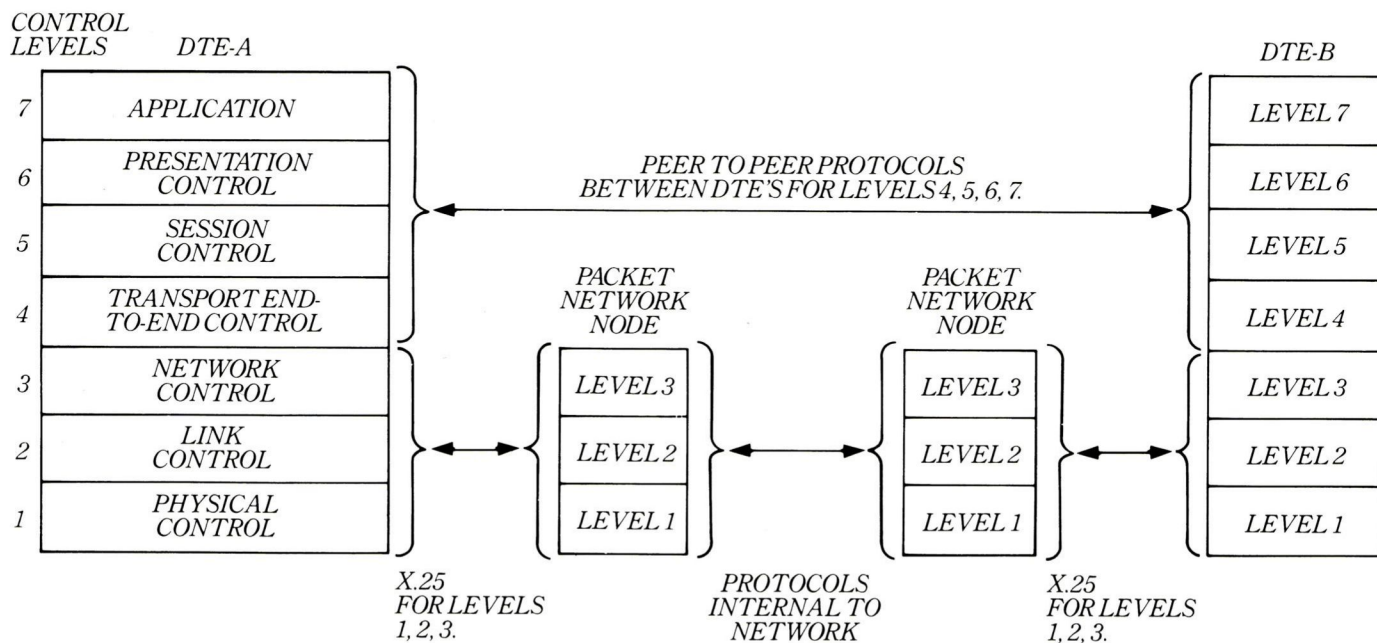 CONTROL
LEVELS
DTE-A
DTE-B
7
APPLICATION
LEVEL 7
6
PRESENTATION
CONTROL
PEER TO PEER PROTOCOLS
BETWEEN DTE'S FOR LEVELS 4, 5, 6, 7.
LEVEL 6
5
SESSION
CONTROL
LEVEL 5
4
TRANSPORT END-
TO-END CONTROL
PACKET
NETWORK
NODE
PACKET
NETWORK
NODE
LEVEL 4
3
NETWORK
CONTROL
LEVEL 3
LEVEL 3
LEVEL 3
2
LINK
CONTROL
LEVEL 2
LEVEL 2
LEVEL 2
1
PHYSICAL
CONTROL
LEVEL 1
LEVEL 1
LEVEL 1
X.25
FOR LEVELS
1, 2, 3.
PROTOCOLS
INTERNAL TO
NETWORK
X.25
FOR LEVELS
1, 2, 3.